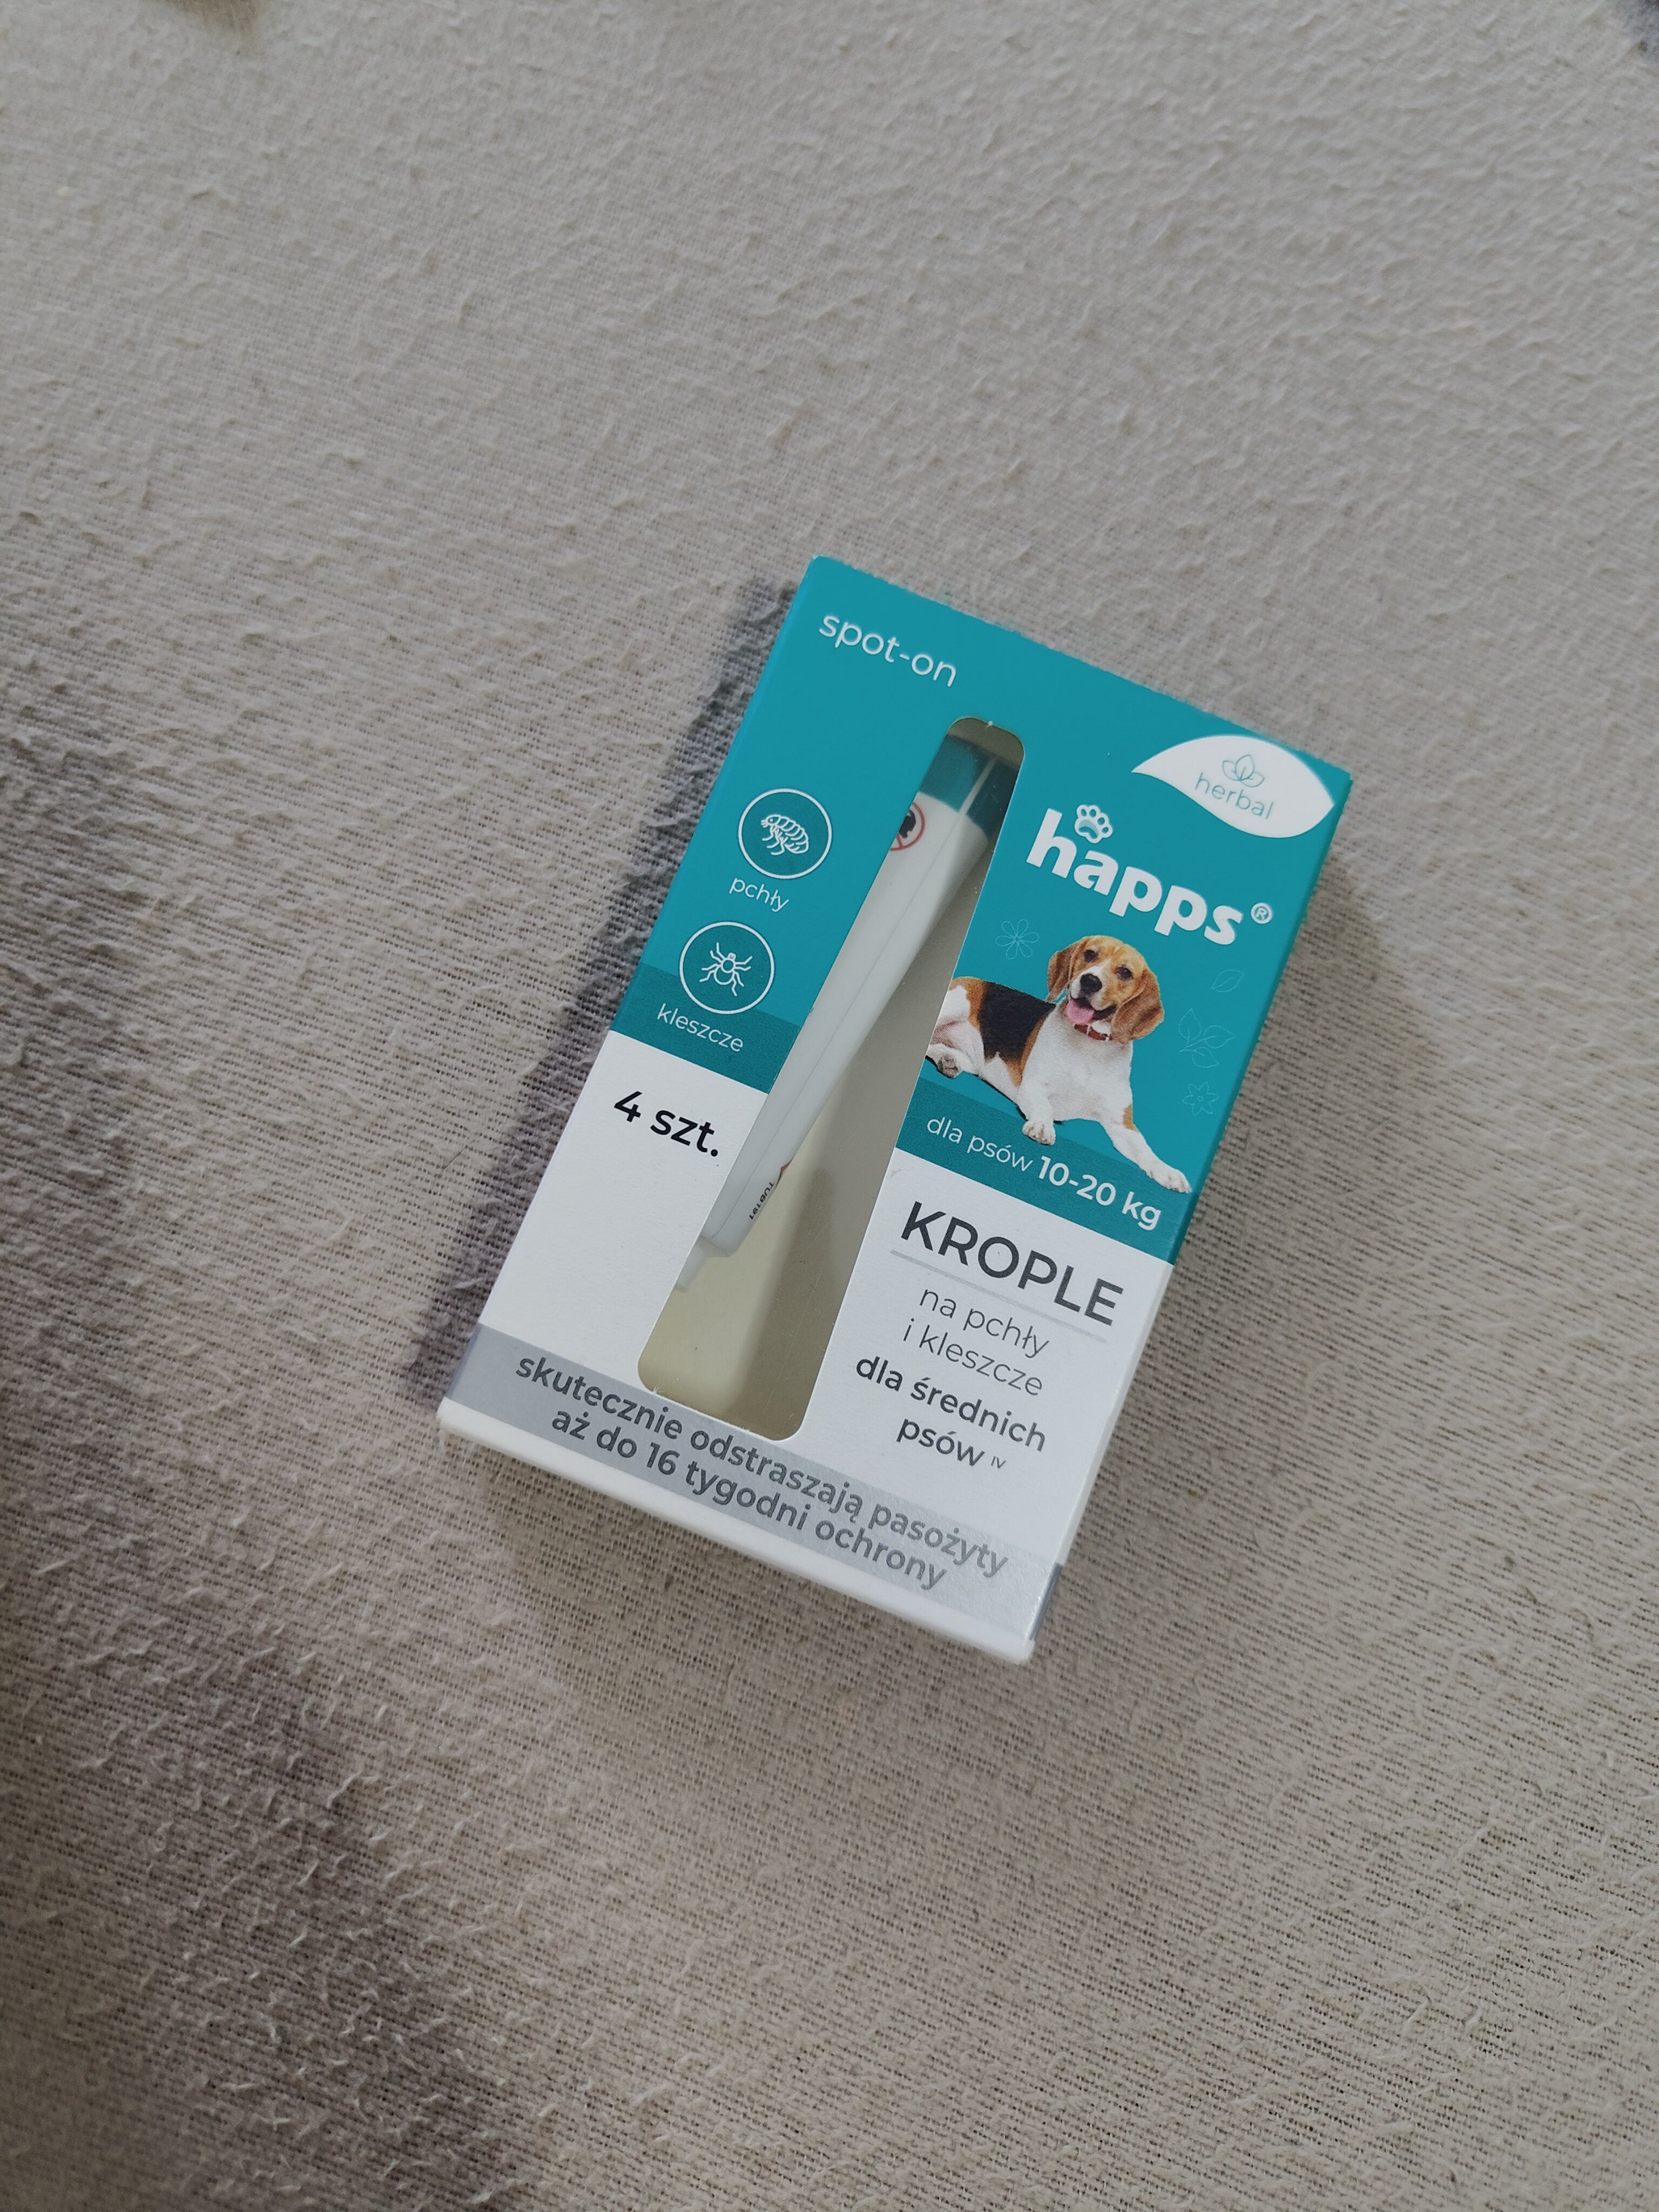 spot-on
herbal
happs®
pchły
kleszcze
4 szt.
TUB191
dla psów 10-20 kg
KROPLE
na pchły
i kleszcze
dla średnich
psów IV
skutecznie odstraszają pasożyty
aż do 16 tygodni ochrony